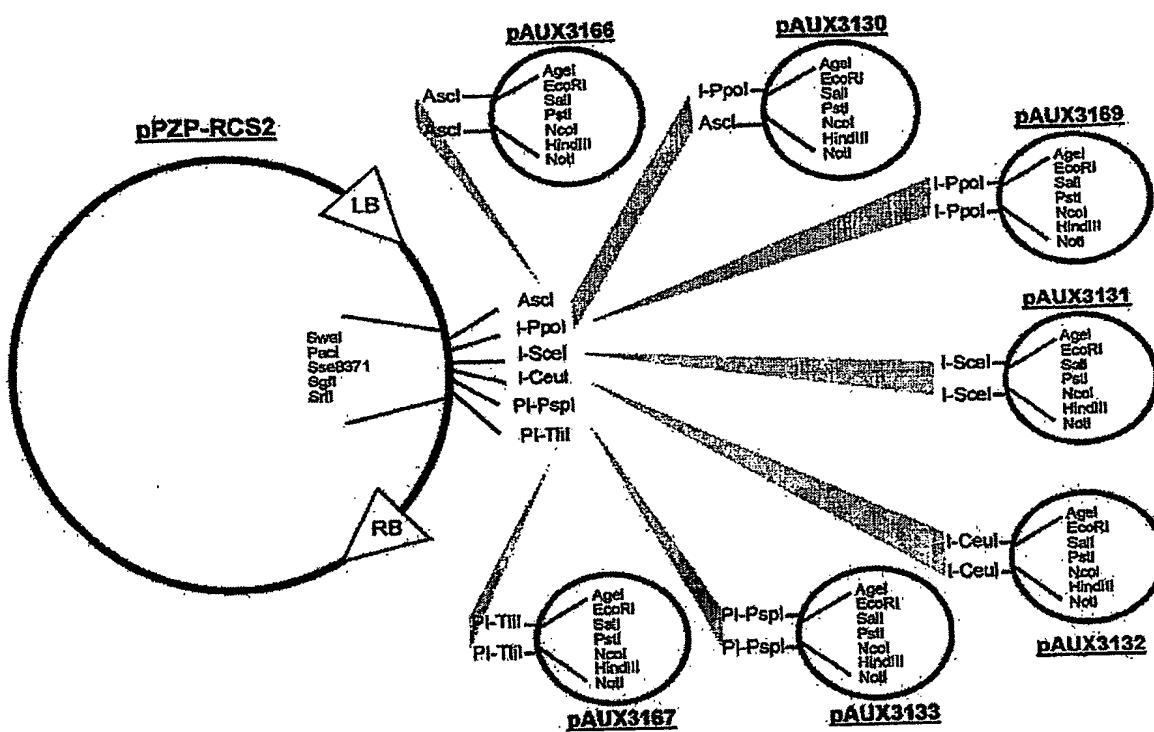 pPZP-RCS2
LB
RB
SwaI
PacI
Sse8371
SgfI
SrfI
AscI
I-PpoI
I-SceI
I-CeuI
PI-PspI
PI-TliI
pAUX3166
AscI
AscI
AgeI
EcoRI
SalI
PstI
NcoI
HindIII
NotI
pAUX3130
I-PpoI
AscI
AgeI
EcoRI
SalI
PstI
NcoI
HindIII
NotI
pAUX3169
I-PpoI
I-PpoI
AgeI
EcoRI
SalI
PstI
NcoI
HindIII
NotI
pAUX3131
I-SceI
I-SceI
AgeI
EcoRI
SalI
PstI
NcoI
HindIII
NotI
I-CeuI
I-CeuI
AgeI
EcoRI
SalI
PstI
NcoI
HindIII
NotI
pAUX3132
PI-PspI
PI-PspI
AgeI
EcoRI
SalI
PstI
NcoI
HindIII
NotI
pAUX3133
PI-TliI
PI-TliI
AgeI
EcoRI
SalI
PstI
NcoI
HindIII
NotI
pAUX3167